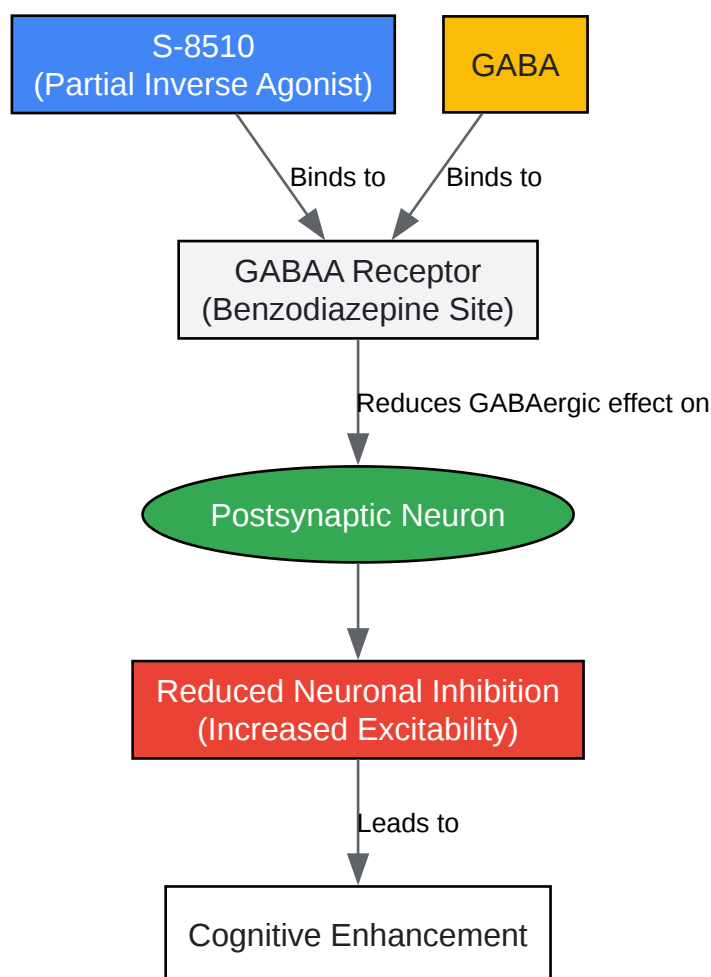 S-8510
(Partial Inverse Agonist)
GABA
Binds to
Binds to
GABAA Receptor
(Benzodiazepine Site)
Reduces GABAergic effect on
Postsynaptic Neuron
Reduced Neuronal Inhibition
(Increased Excitability)
Leads to
Cognitive Enhancement